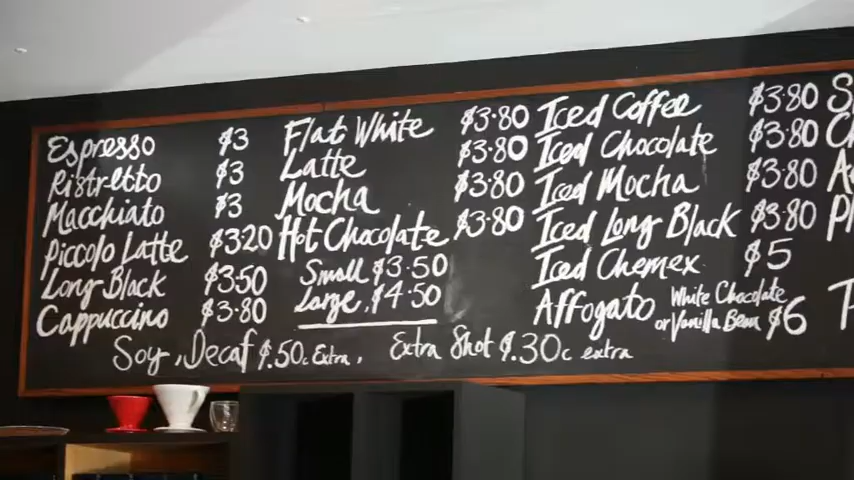 Espresso $3
Ristretto $3
Macchiato $3
Piccolo Latte $3.20
Long Black $3.50
Cappuccino $3.80
Flat White $3.80
Latte $3.80
Mocha $3.80
Hot Chocolate $3.80
Small $3.50
Large $4.50
Iced Coffee $3.80
Iced Chocolate $3.80
Iced Mocha $3.80
Iced Long Black $3.80
Iced Chemex $5
Affogato White Chocolate
or Vanilla Bean $6
Soy, Decaf $.50c Extra, Extra Shot $.30c extra